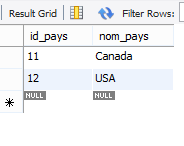 Result Grid Filter Rows:
id_pays nom_pays
11 Canada
12 USA
NULL NULL